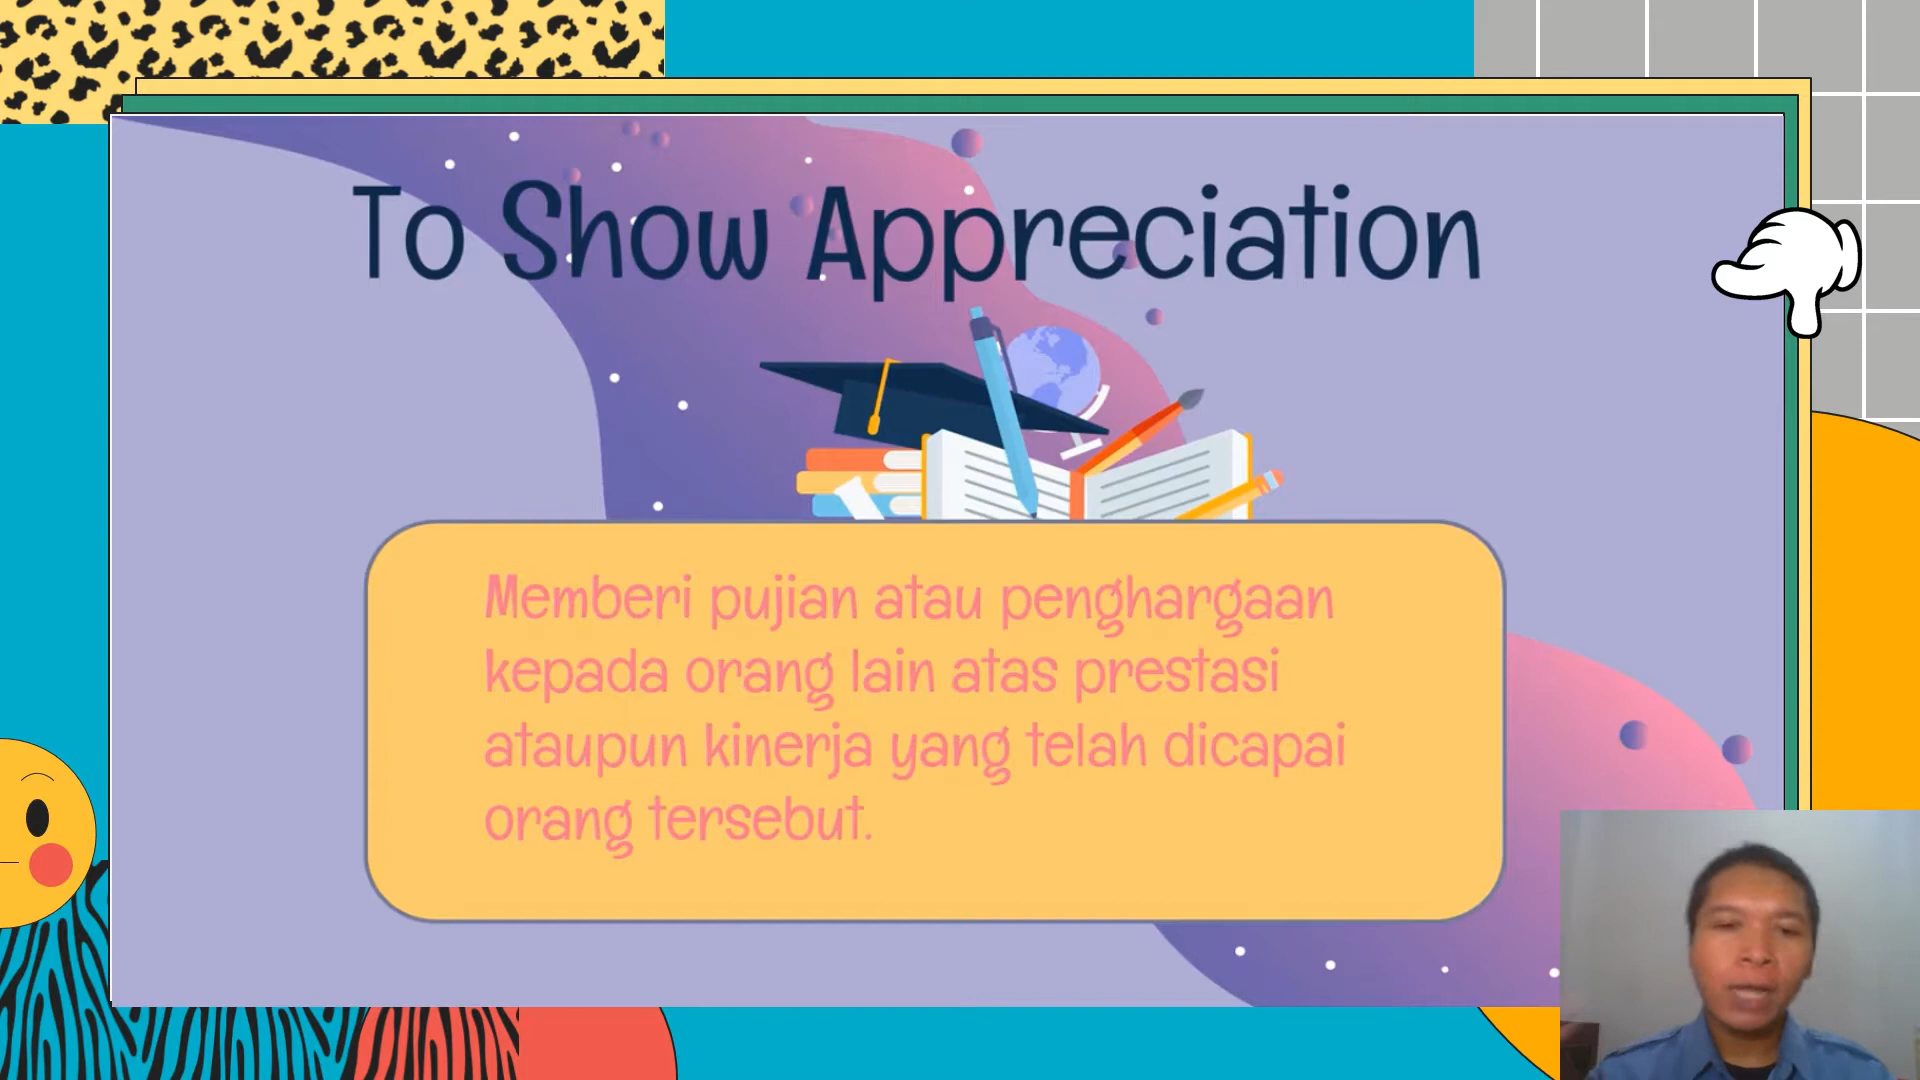 To Show Appreciation
Memberi pujian atau penghargaan
kepada orang lain atas prestasi
ataupun kinerja yang telah dicapai
orang tersebut.